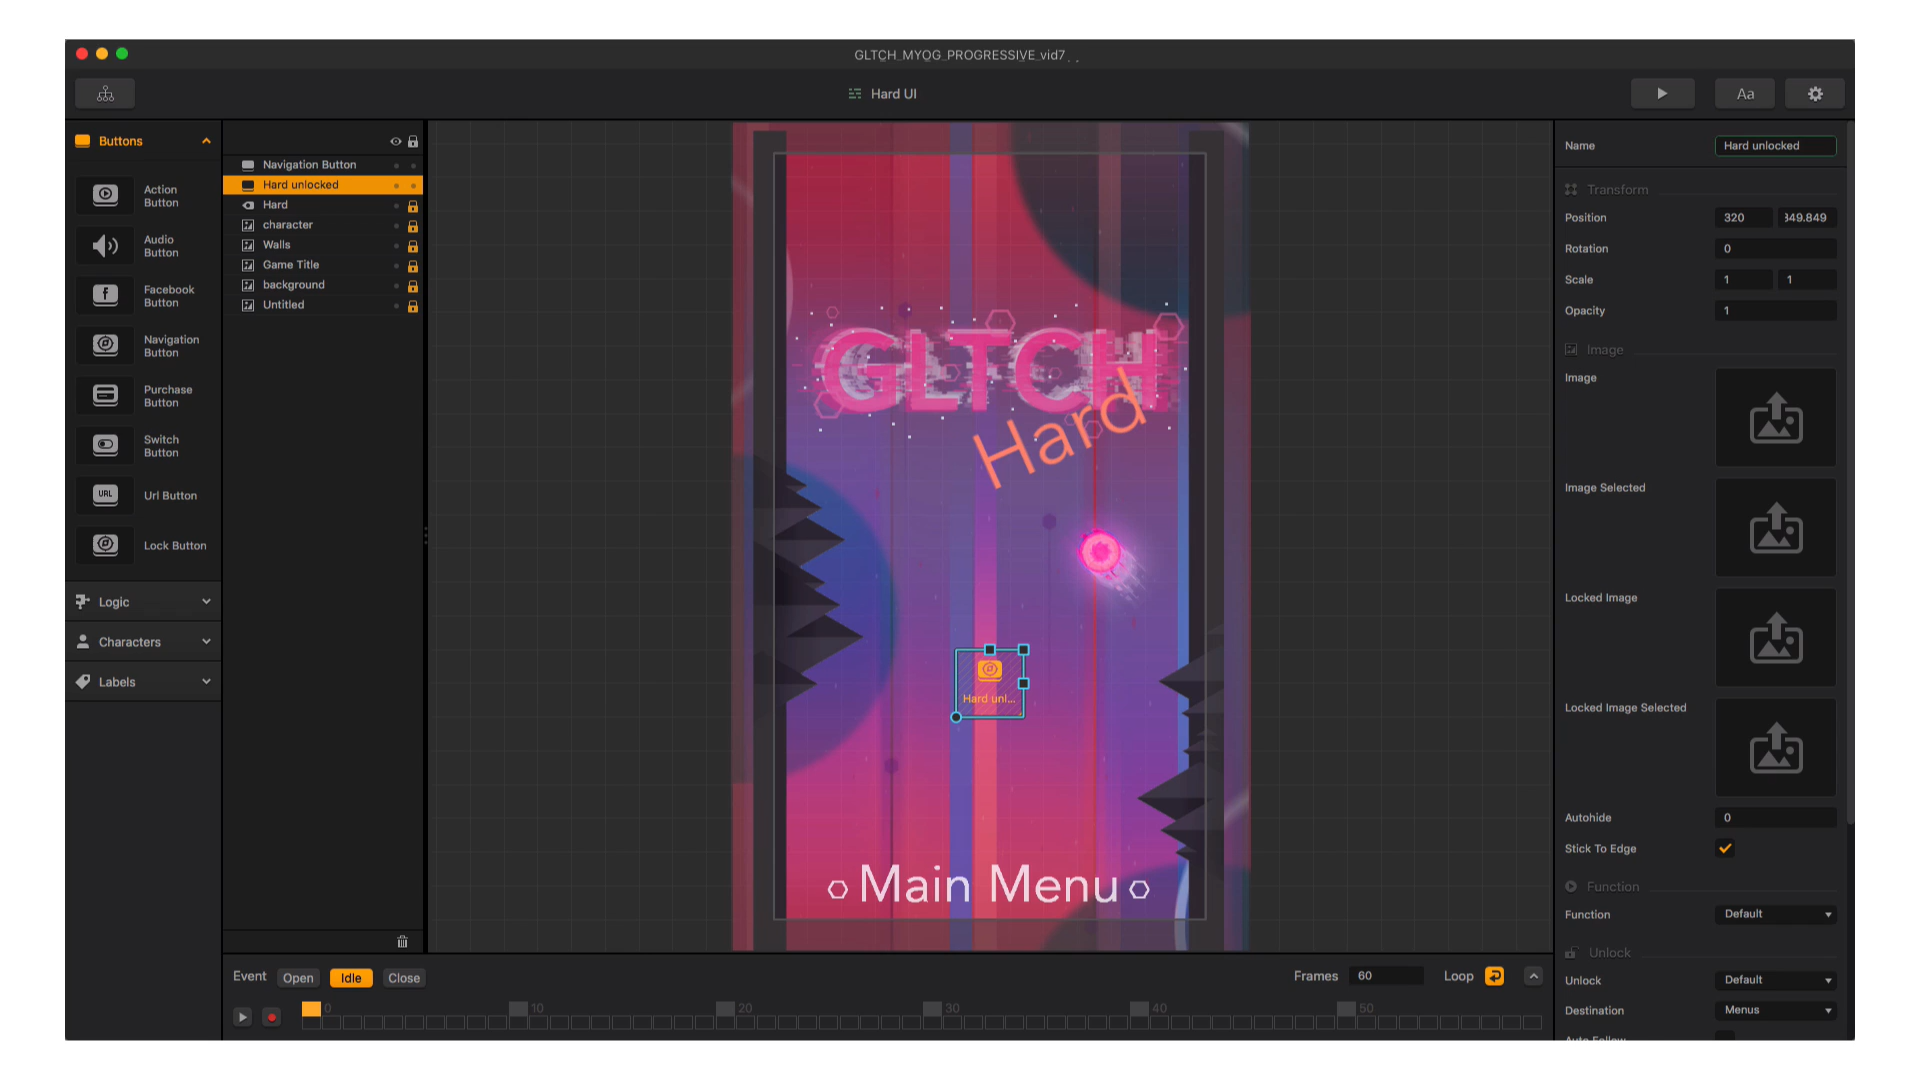 GLTCH_MYOG_PROGRESSIVE_vid7
Hard UI
Aa
Buttons
Action
Button
Audio
Button
Facebook
Button
Navigation
Button
Purchase
Button
Switch
Button
URL
Url Button
Lock Button
Logic
Characters
Labels
Navigation Button
Hard unlocked
Hard
character
Walls
Game Title
background
Untitled
GLTCH
Hard
Hard unl...
Main Menu
Name
Hard unlocked
Transform
Position
320
349.849
Rotation
0
Scale
1
1
Opacity
1
Image
Image
Image Selected
Locked Image
Locked Image Selected
Autohide
0
Stick To Edge
Function
Function
Default
Unlock
Unlock
Default
Destination
Menus
Auto Follow
Event
Open
Idle
Close
Frames
60
Loop
0
10
20
30
40
50